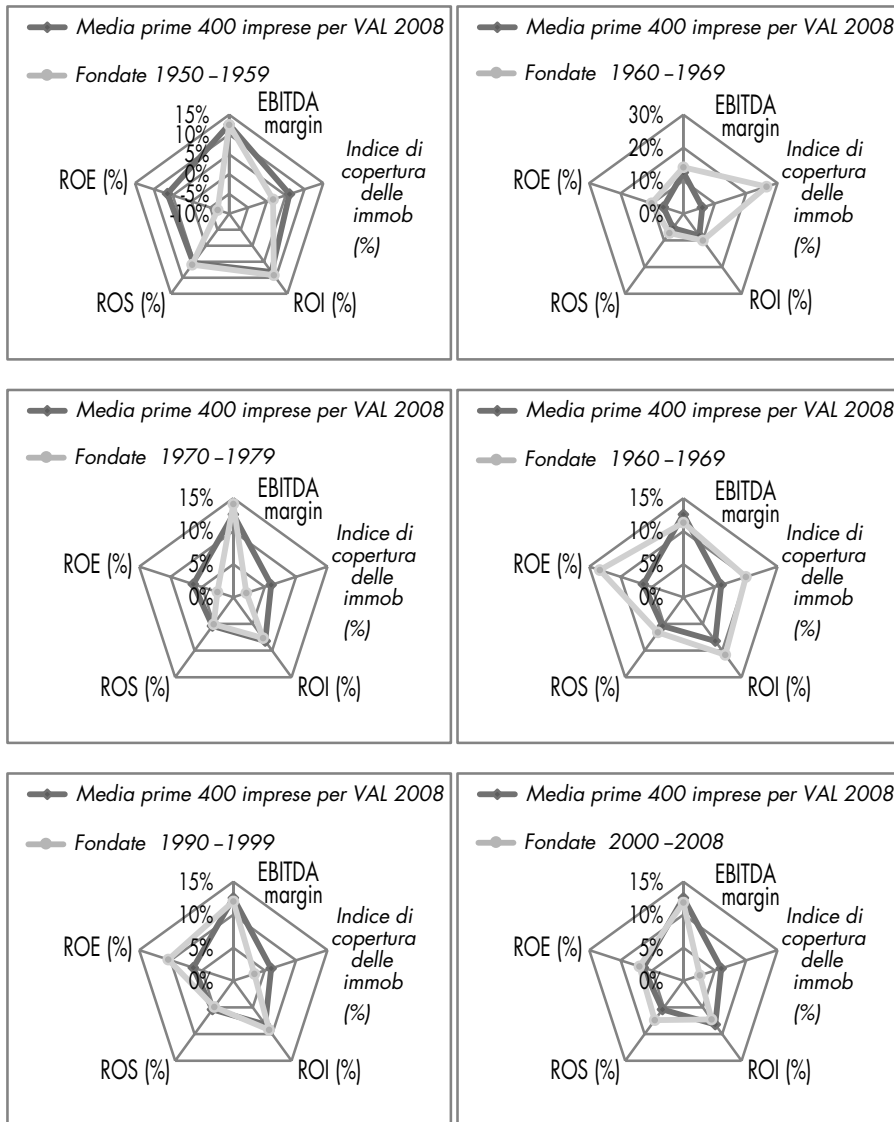 Media prime 400 imprese per VAL 2008
Fondate 1950 –1959
EBITDA
margin
15%
10%
5%
0%
-5%
-10%
Indice di
copertura
delle
immob
(%)
ROE (%)
ROS (%)
ROI (%)
Media prime 400 imprese per VAL 2008
Fondate 1960 –1969
EBITDA
margin
30%
20%
10%
0%
Indice di
copertura
delle
immob
(%)
ROE (%)
ROS (%)
ROI (%)
Media prime 400 imprese per VAL 2008
Fondate 1970 –1979
EBITDA
margin
15%
10%
5%
0%
Indice di
copertura
delle
immob
(%)
ROE (%)
ROS (%)
ROI (%)
Media prime 400 imprese per VAL 2008
Fondate 1960 –1969
EBITDA
margin
15%
10%
5%
0%
Indice di
copertura
delle
immob
(%)
ROE (%)
ROS (%)
ROI (%)
Media prime 400 imprese per VAL 2008
Fondate 1990 –1999
EBITDA
margin
15%
10%
5%
0%
Indice di
copertura
delle
immob
(%)
ROE (%)
ROS (%)
ROI (%)
Media prime 400 imprese per VAL 2008
Fondate 2000 –2008
EBITDA
margin
15%
10%
5%
0%
Indice di
copertura
delle
immob
(%)
ROE (%)
ROS (%)
ROI (%)